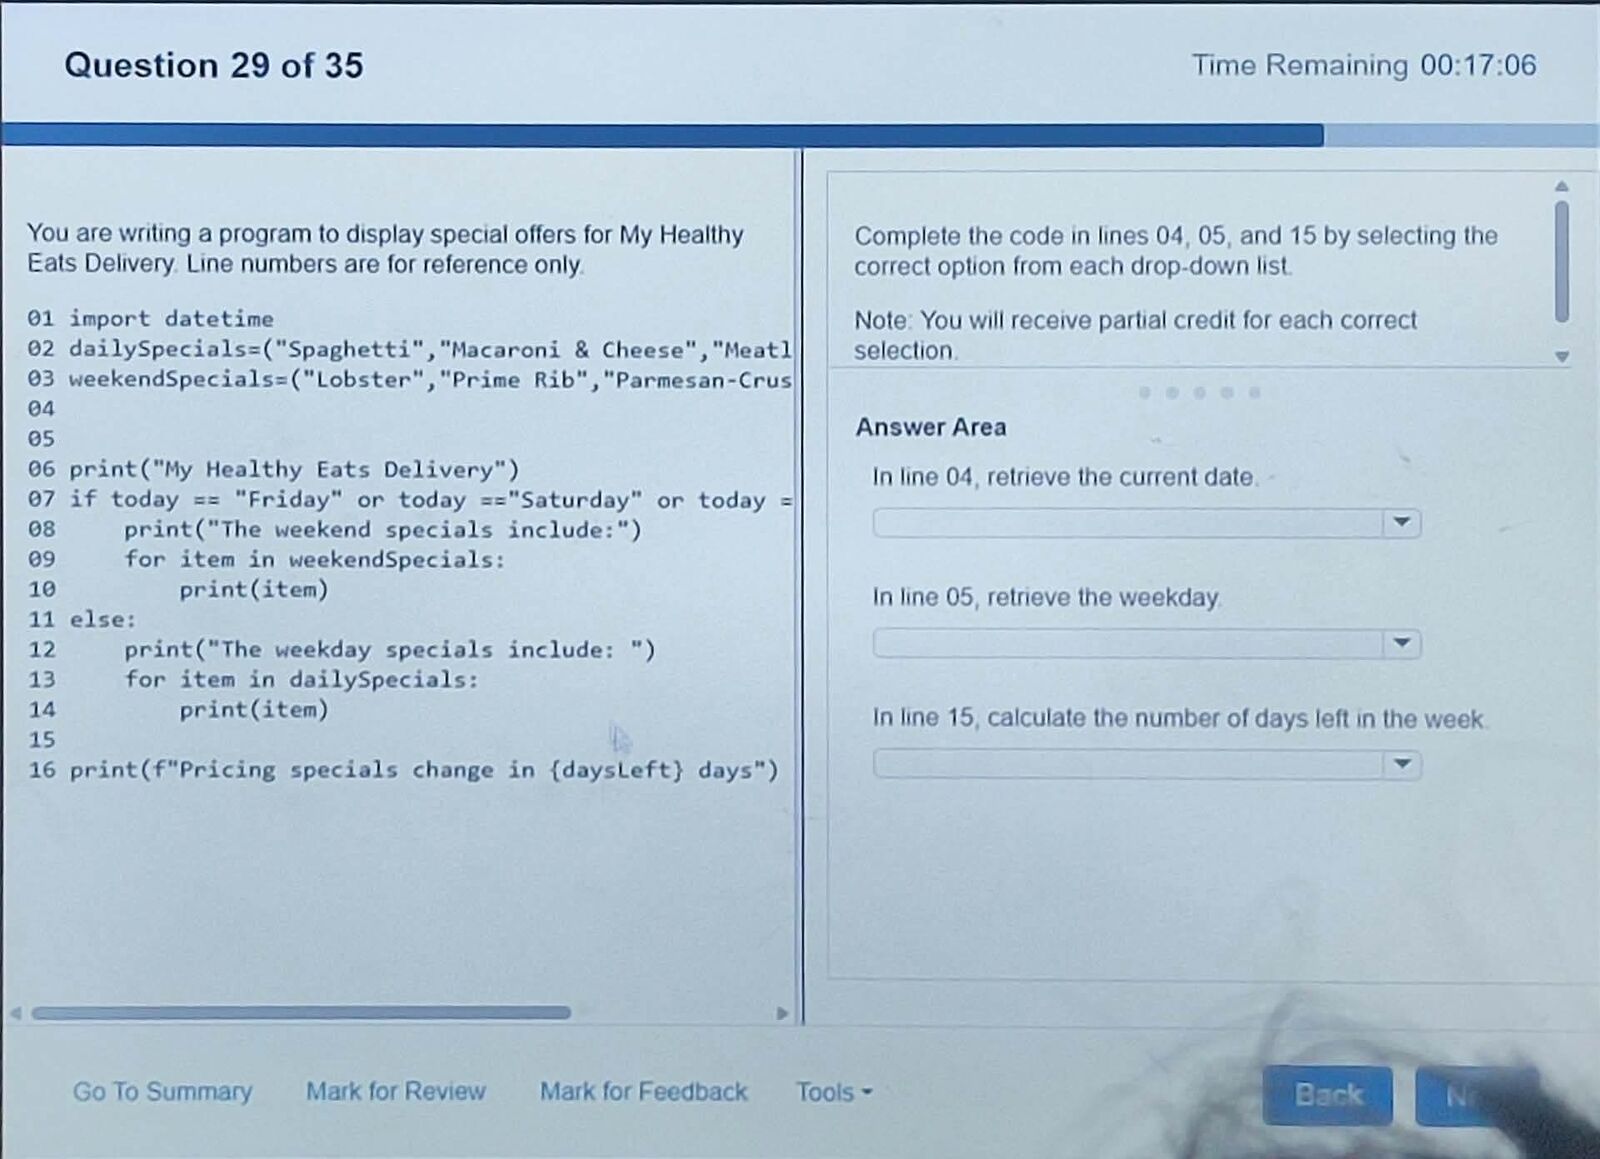 Question 29 of 35
Time Remaining 00:17:06
You are writing a program to display special offers for My Healthy
Eats Delivery. Line numbers are for reference only.
01 import datetime
02 dailySpecials=("Spaghetti","Macaroni & Cheese","Meatl
03 weekendSpecials=("Lobster","Prime Rib","Parmesan-Crus
04
05
06 print("My Healthy Eats Delivery")
07 if today == "Friday" or today =="Saturday" or today =
08     print("The weekend specials include:")
09     for item in weekendSpecials:
10         print(item)
11 else:
12     print("The weekday specials include: ")
13     for item in dailySpecials:
14         print(item)
15
16 print(f"Pricing specials change in {daysLeft} days")
Complete the code in lines 04, 05, and 15 by selecting the
correct option from each drop-down list.
Note: You will receive partial credit for each correct
selection.
Answer Area
In line 04, retrieve the current date.
In line 05, retrieve the weekday.
In line 15, calculate the number of days left in the week.
Go To Summary
Mark for Review
Mark for Feedback
Tools
Back